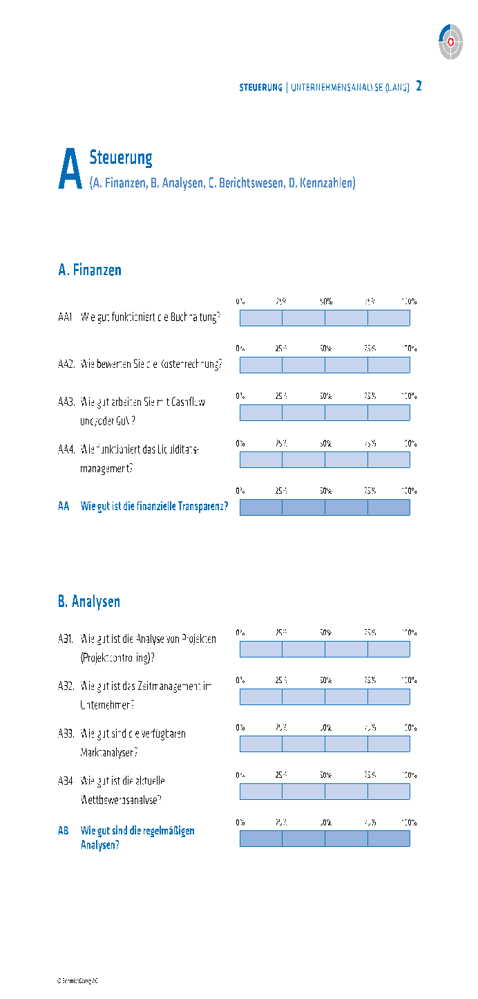 STEUERUNG | UNTERNEHMENSANALYSE (LANG) 2
A Steuerung
(A. Finanzen, B. Analysen, C. Berichtswesen, D. Kennzahlen)
A. Finanzen
0% 25% 50% 75% 100%
AA1 Wie gut funktioniert die Buchhaltung?
0% 25% 50% 75% 100%
AA2. Wie bewerten Sie die Kostenrechnung?
0% 25% 50% 75% 100%
AA3. Wie gut arbeiten Sie mit Cashflow
und/oder GuV?
0% 25% 50% 75% 100%
AA4. Wie funktioniert das Liquiditäts-
management?
0% 25% 50% 75% 100%
AA Wie gut ist die finanzielle Transparenz?
B. Analysen
0% 25% 50% 75% 100%
AB1. Wie gut ist die Analyse von Projekten
(Projektcontrolling)?
0% 25% 50% 75% 100%
AB2. Wie gut ist das Zeitmanagement im
Unternehmen?
0% 25% 50% 75% 100%
AB3. Wie gut sind die verfügbaren
Marktanalysen?
0% 25% 50% 75% 100%
AB4 Wie gut ist die aktuelle
Wettbewerbsanalyse?
0% 25% 50% 75% 100%
AB Wie gut sind die regelmäßigen
Analysen?
© SchmidtColleg AG